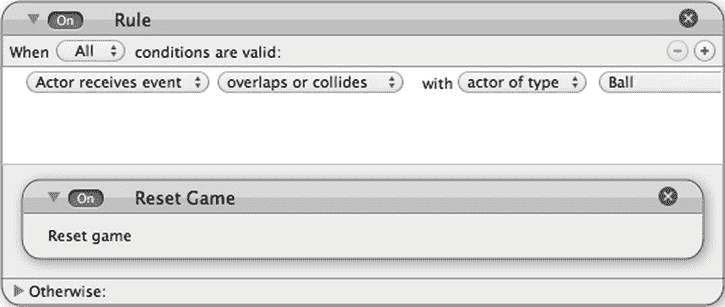 On Rule
When All conditions are valid:
Actor receives event overlaps or collides with actor of type Ball
On Reset Game
Reset game
Otherwise: